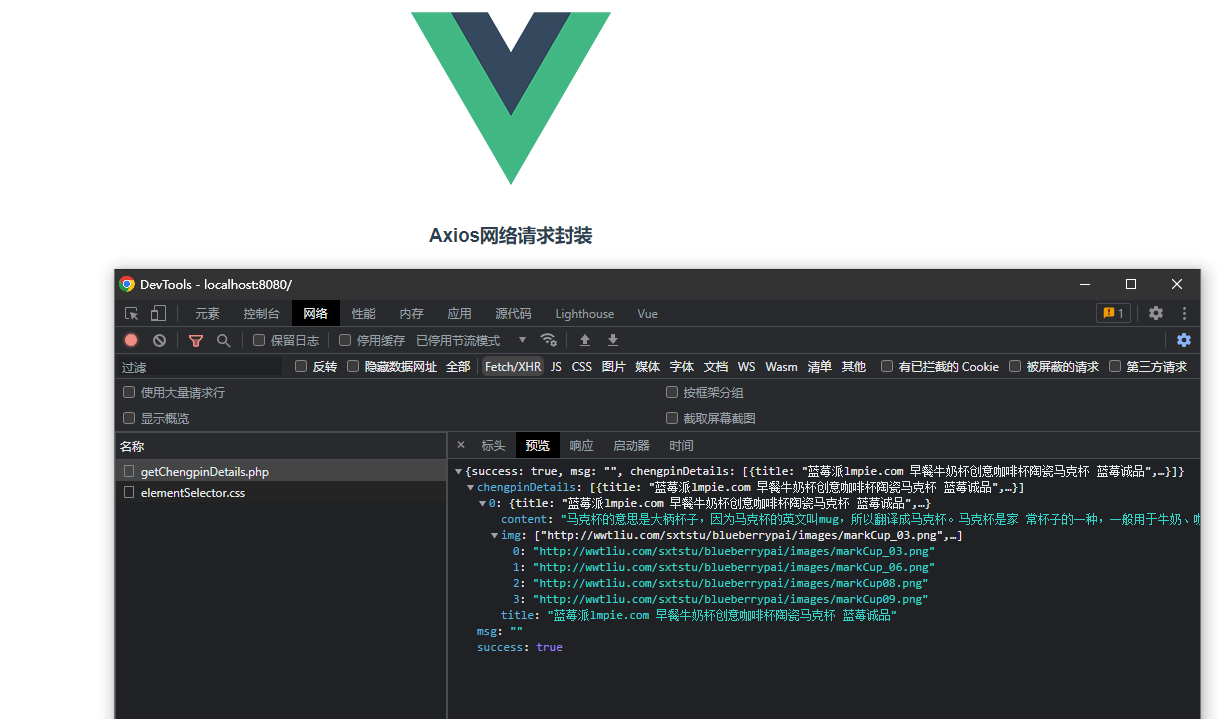 Axios网络请求封装
DevTools - localhost:8080/
元素 控制台 网络 性能 内存 应用 源代码 Lighthouse Vue 1
保留日志 停用缓存 已停用节流模式
过滤 反转 隐藏数据网址 全部 Fetch/XHR JS CSS 图片 媒体 字体 文档 WS Wasm 清单 其他 有已拦截的 Cookie 被屏蔽的请求 第三方请求
使用大量请求行 按框架分组
显示概览 截取屏幕截图
名称 × 标头 预览 响应 启动器 时间
getChengpinDetails.php
elementSelector.css
{success: true, msg: "", chengpinDetails: [{title: "蓝莓派lmpie.com 早餐牛奶杯创意咖啡杯陶瓷马克杯 蓝莓诚品",…}]}
chengpinDetails: [{title: "蓝莓派lmpie.com 早餐牛奶杯创意咖啡杯陶瓷马克杯 蓝莓诚品",…}]
0: {title: "蓝莓派lmpie.com 早餐牛奶杯创意咖啡杯陶瓷马克杯 蓝莓诚品",…}
content: "马克杯的意思是大柄杯子，因为马克杯的英文叫mug，所以翻译成马克杯。马克杯是家 常杯子的一种，一般用于牛奶、
img: ["http://wwtliu.com/sxtstu/blueberrypai/images/markCup_03.png",…]
0: "http://wwtliu.com/sxtstu/blueberrypai/images/markCup_03.png"
1: "http://wwtliu.com/sxtstu/blueberrypai/images/markCup_06.png"
2: "http://wwtliu.com/sxtstu/blueberrypai/images/markCup08.png"
3: "http://wwtliu.com/sxtstu/blueberrypai/images/markCup09.png"
title: "蓝莓派lmpie.com 早餐牛奶杯创意咖啡杯陶瓷马克杯 蓝莓诚品"
msg: ""
success: true